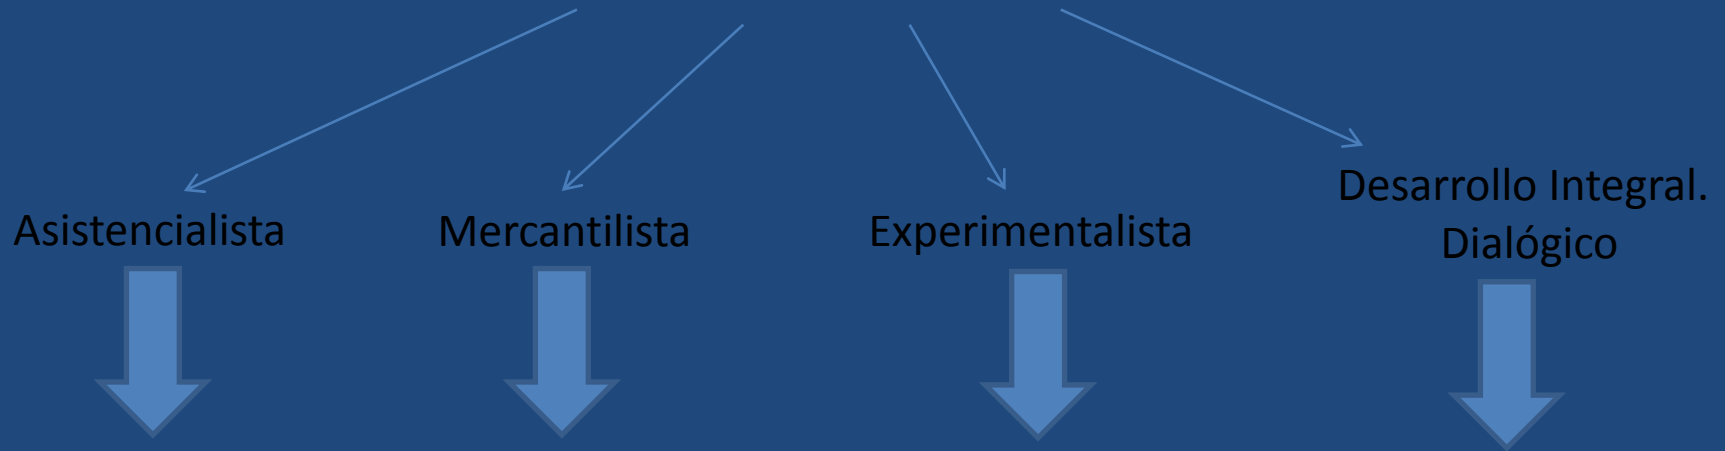 Asistencialista
Mercantilista
Experimentalista
Desarrollo Integral.
Dialógico